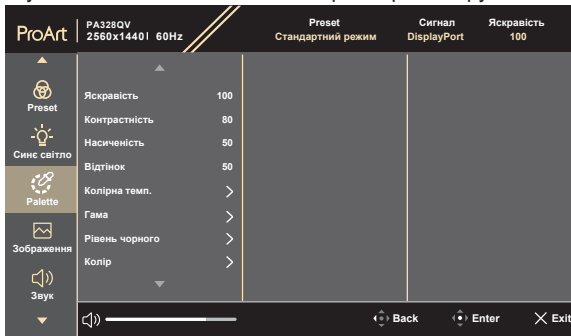 ProArt
PA328QV
2560x1440 60Hz
Preset
Стандартний режим
Сигнал
DisplayPort
Яскравість
100
Preset
Синє світло
Palette
Зображення
Звук
Яскравість 100
Контрастність 80
Насиченість 50
Відтінок 50
Колірна темп.
Гама
Рівень чорного
Колір
Back
Enter
Exit